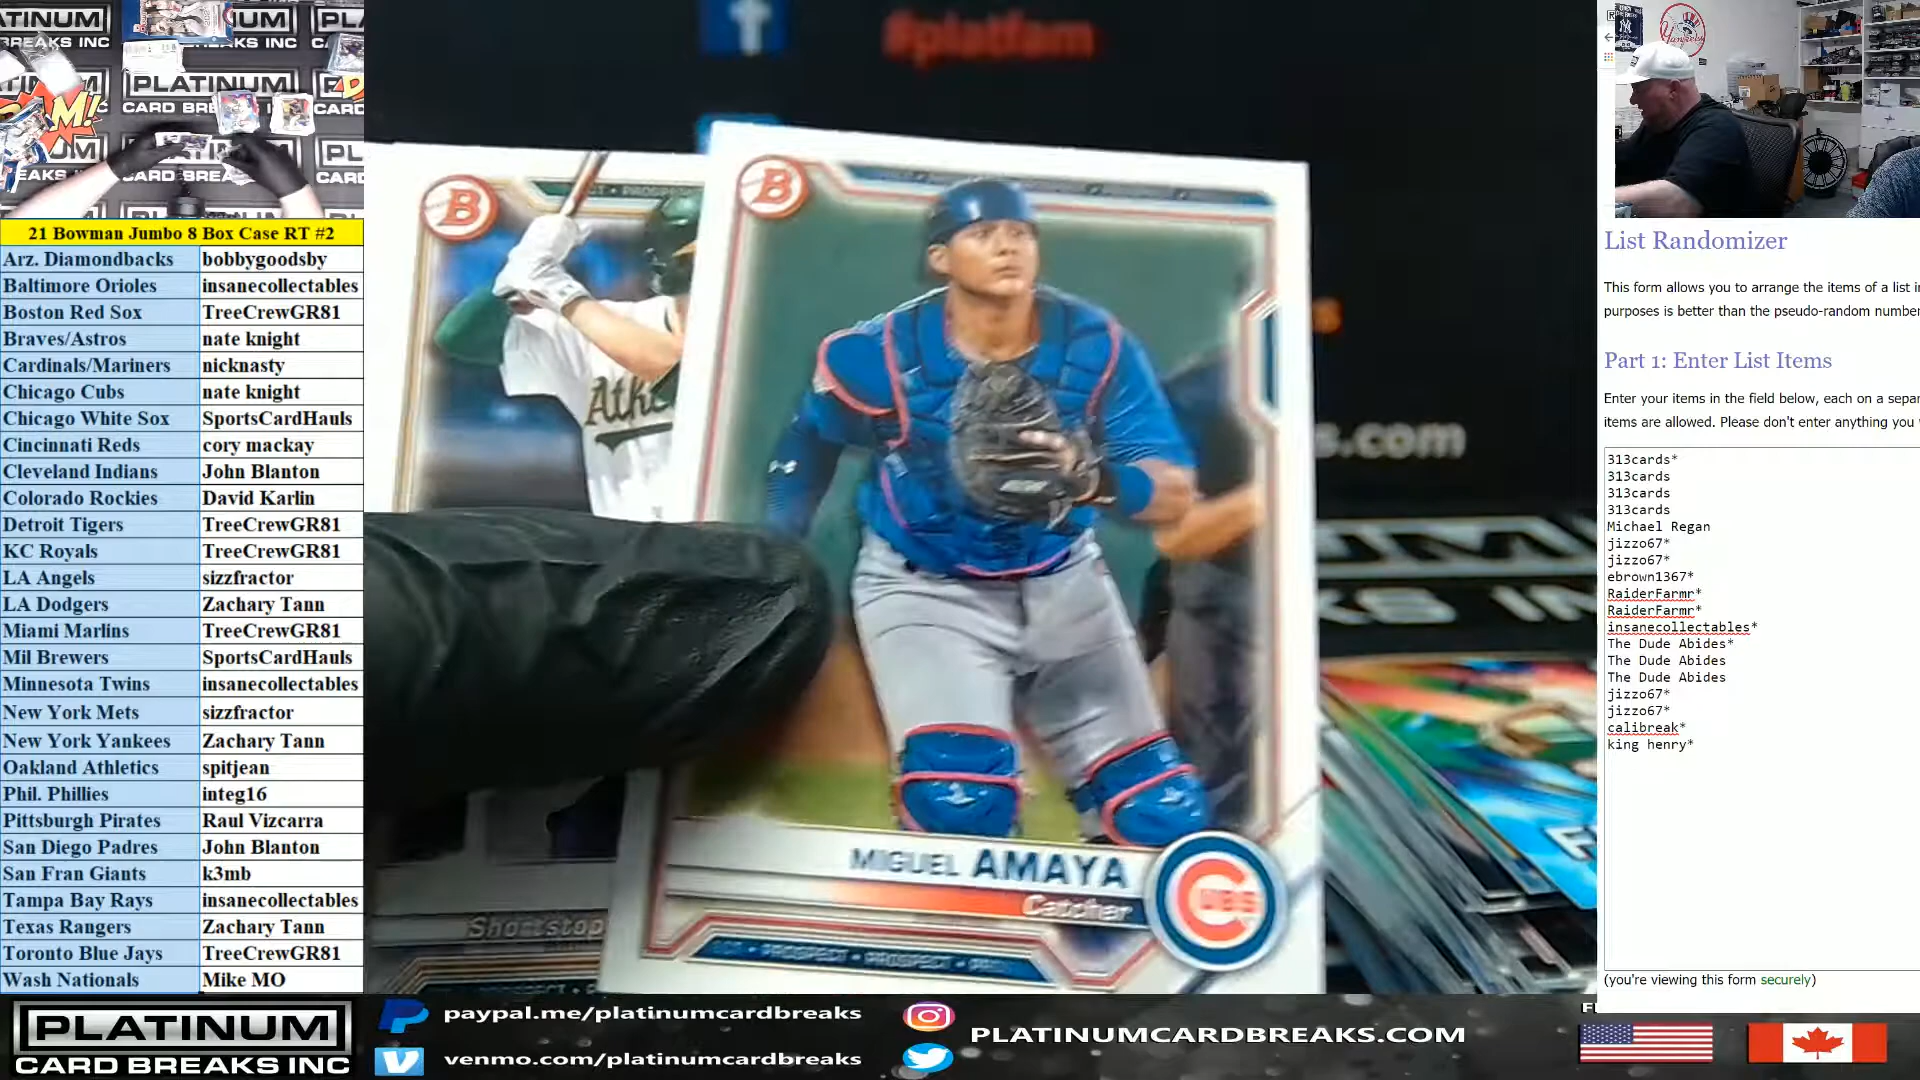 PLATINUM
CARD BREAKS INC
#platfam
21 Bowman Jumbo 8 Box Case RT #2
Arz. Diamondbacks bobbygoodsby
Baltimore Orioles insanecollectables
Boston Red Sox TreeCrewGR81
Braves/Astros nate knight
Cardinals/Mariners nicknasty
Chicago Cubs nate knight
Chicago White Sox SportsCardHauls
Cincinnati Reds cory mackay
Cleveland Indians John Blanton
Colorado Rockies David Karlin
Detroit Tigers TreeCrewGR81
KC Royals TreeCrewGR81
LA Angels sizzfractor
LA Dodgers Zachary Tann
Miami Marlins TreeCrewGR81
Mil Brewers SportsCardHauls
Minnesota Twins insanecollectables
New York Mets sizzfractor
New York Yankees Zachary Tann
Oakland Athletics spitjean
Phil. Phillies integ16
Pittsburgh Pirates Raul Vizcarra
San Diego Padres John Blanton
San Fran Giants k3mb
Tampa Bay Rays insanecollectables
Texas Rangers Zachary Tann
Toronto Blue Jays TreeCrewGR81
Wash Nationals Mike MO
B
B
s.com
MIGUEL AMAYA
Catcher
CUBS
PROSPECT • PROSPECT
Shortstop
Yankees
List Randomizer
This form allows you to arrange the items of a list
purposes is better than the pseudo-random number
Part 1: Enter List Items
Enter your items in the field below, each on a
items are allowed. Please don't enter anything you
313cards*
313cards
313cards
313cards
Michael Regan
jizzo67*
jizzo67*
ebrown1367*
RaiderFarmr*
RaiderFarmr*
insanecollectables*
The Dude Abides*
The Dude Abides
The Dude Abides
jizzo67*
jizzo67*
calibreak*
king henry*
(you're viewing this form securely)
PLATINUM
CARD BREAKS INC
paypal.me/platinumcardbreaks
venmo.com/platinumcardbreaks
PLATINUMCARDBREAKS.COM